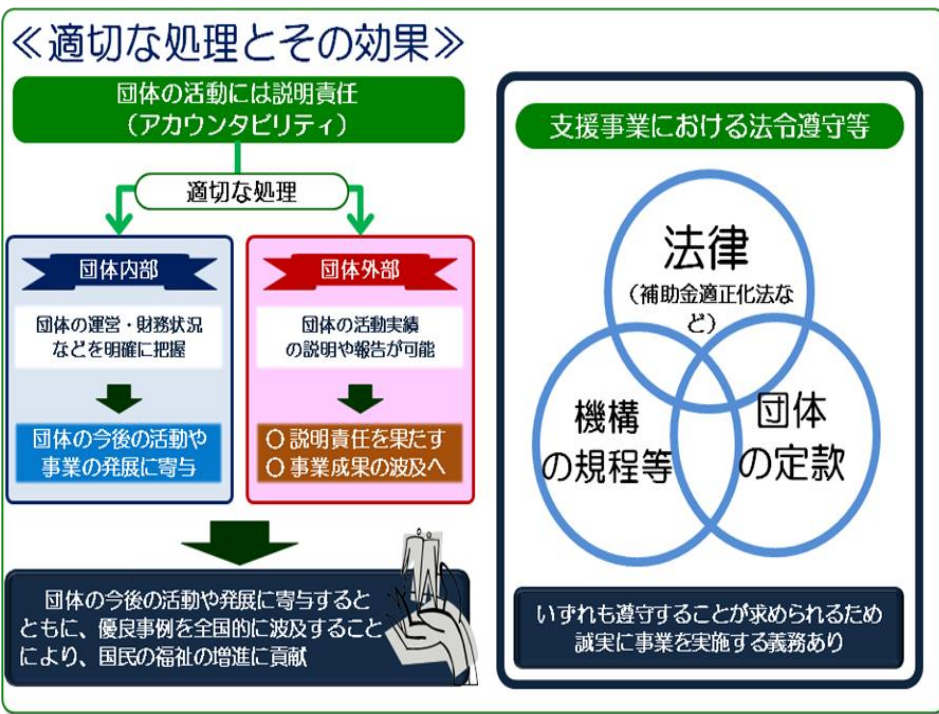 ≪適切な処理とその効果≫
団体の活動には説明責任
（アカウンタビリティ）
適切な処理
団体内部
団体の運営・財務状況
などを明確に把握
団体の今後の活動や
事業の発展に寄与
団体外部
団体の活動実績
の説明や報告が可能
○ 説明責任を果たす
○ 事業成果の波及へ
団体の今後の活動や発展に寄与すると
ともに、優良事例を全国的に波及すること
により、国民の福祉の増進に貢献
支援事業における法令遵守等
法律
（補助金適正化法な
ど）
機構
の規程等
団体
の定款
いずれも遵守することが求められるため
誠実に事業を実施する義務あり